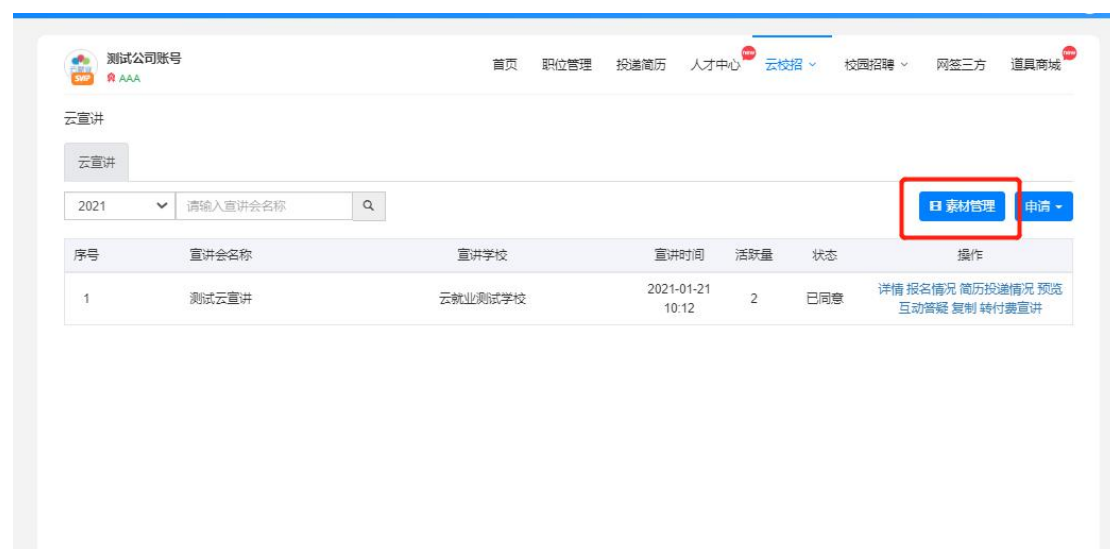 测试公司账号
AAA
首页 职位管理 投递简历 人才中心 new 云校招 校园招聘 网签三方 道具商城 new
云宣讲
云宣讲
2021 请输入宣讲会名称 素材管理 申请
序号 宣讲会名称 宣讲学校 宣讲时间 活跃量 状态 操作
1 测试云宣讲 云就业测试学校 2021-01-21 10:12 2 已同意 详情 报名情况 简历投递情况 预览
互动答疑 复制 转付费宣讲